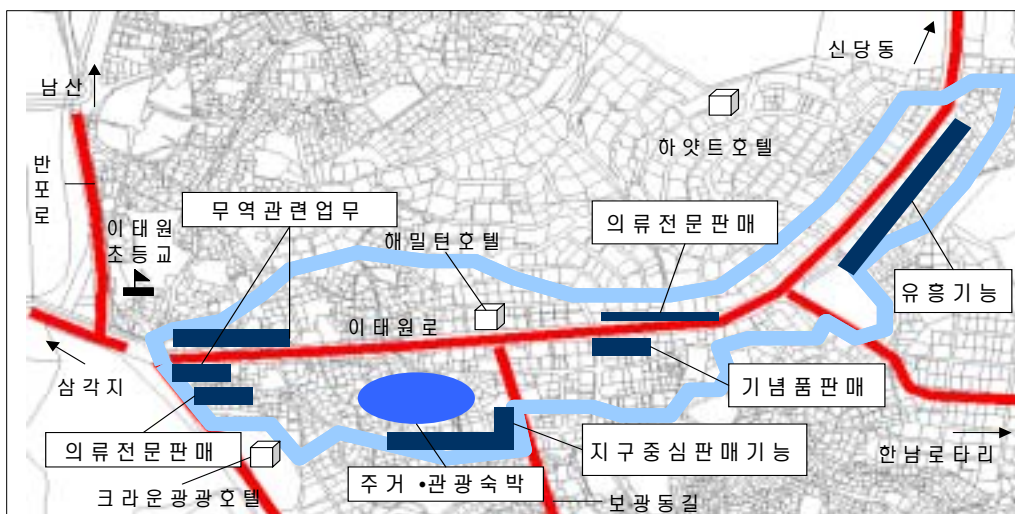 신당동
남산
하얏트호텔
반포로
무역관련업무
이태원
초등교
해밀턴호텔
의류전문판매
유흥기능
이태원로
삼각지
기념품판매
의류전문판매
지구중심판매기능
한남로타리
주거•관광숙박
크라운광광호텔
보광동길